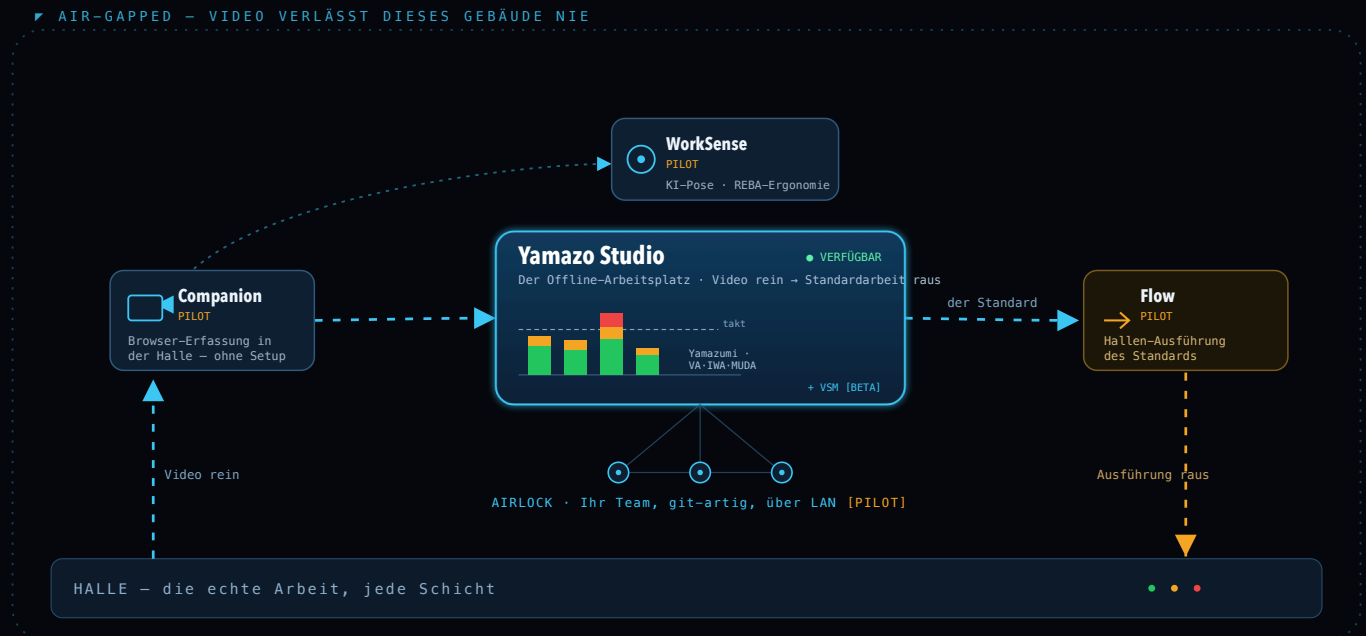 AIR–GAPPED — VIDEO VERLÄSST DIESES GEBÄUDE NIE
WorkSense
PILOT
KI–Pose · REBA–Ergonomie
Yamazo Studio
● VERFÜGBAR
Der Offline–Arbeitsplatz · Video rein → Standardarbeit raus
takt
Yamazumi ·
VA·IWA·MUDA
+ VSM [BETA]
Companion
PILOT
Browser–Erfassung in
der Halle — ohne Setup
der Standard
Flow
PILOT
Hallen–Ausführung
des Standards
Video rein
Ausführung raus
AIRLOCK · Ihr Team, git–artig, über LAN [PILOT]
HALLE — die echte Arbeit, jede Schicht